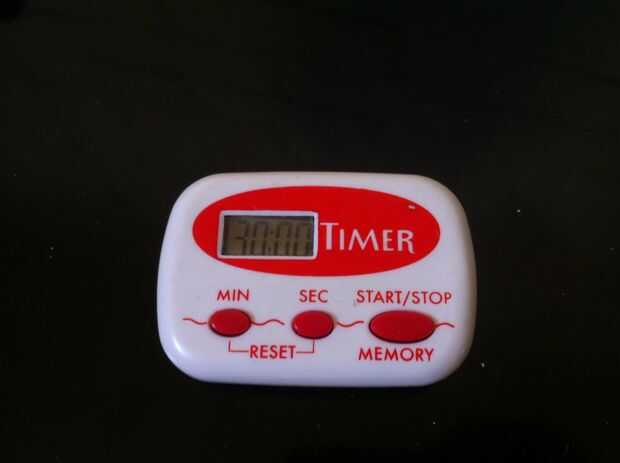 30:00 TIMER
MIN SEC START/STOP
RESET MEMORY